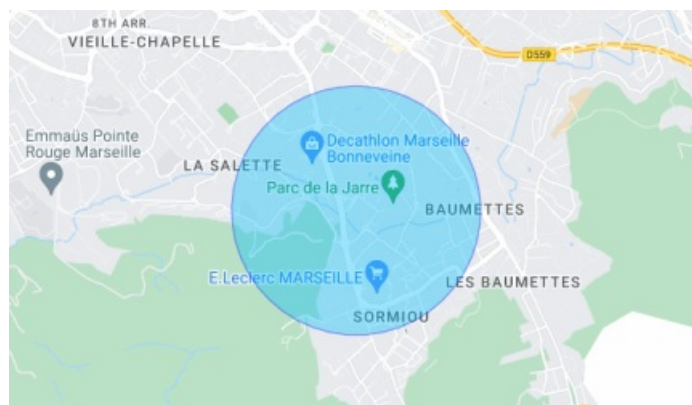 8TH ARR.
VIEILLE-CHAPELLE
D559
Emmaüs Pointe
Rouge Marseille
Decathlon Marseille
Bonneveine
LA SALETTE
Parc de la Jarre
BAUMETTES
E.Leclerc MARSEILLE
LES BAUMETTES
SORMIOU